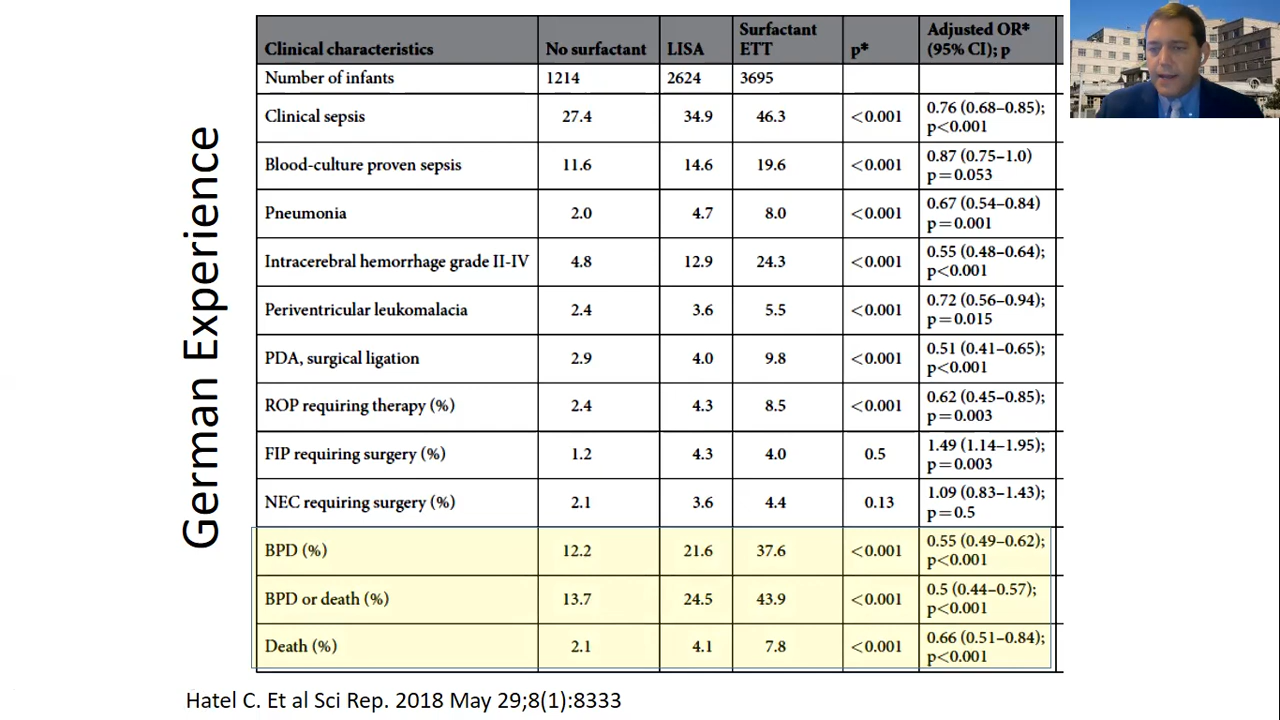 German Experience
Clinical characteristics No surfactant LISA Surfactant ETT p* Adjusted OR* (95% CI); p
Number of infants 1214 2624 3695
Clinical sepsis 27.4 34.9 46.3 <0.001 0.76 (0.68–0.85); p<0.001
Blood-culture proven sepsis 11.6 14.6 19.6 <0.001 0.87 (0.75–1.0) p=0.053
Pneumonia 2.0 4.7 8.0 <0.001 0.67 (0.54–0.84) p=0.001
Intracerebral hemorrhage grade II-IV 4.8 12.9 24.3 <0.001 0.55 (0.48–0.64); p<0.001
Periventricular leukomalacia 2.4 3.6 5.5 <0.001 0.72 (0.56–0.94); p=0.015
PDA, surgical ligation 2.9 4.0 9.8 <0.001 0.51 (0.41–0.65); p<0.001
ROP requiring therapy (%) 2.4 4.3 8.5 <0.001 0.62 (0.45–0.85); p=0.003
FIP requiring surgery (%) 1.2 4.3 4.0 0.5 1.49 (1.14–1.95); p=0.003
NEC requiring surgery (%) 2.1 3.6 4.4 0.13 1.09 (0.83–1.43); p=0.5
BPD (%) 12.2 21.6 37.6 <0.001 0.55 (0.49–0.62); p<0.001
BPD or death (%) 13.7 24.5 43.9 <0.001 0.5 (0.44–0.57); p<0.001
Death (%) 2.1 4.1 7.8 <0.001 0.66 (0.51–0.84); p<0.001
Hatel C. Et al Sci Rep. 2018 May 29;8(1):8333